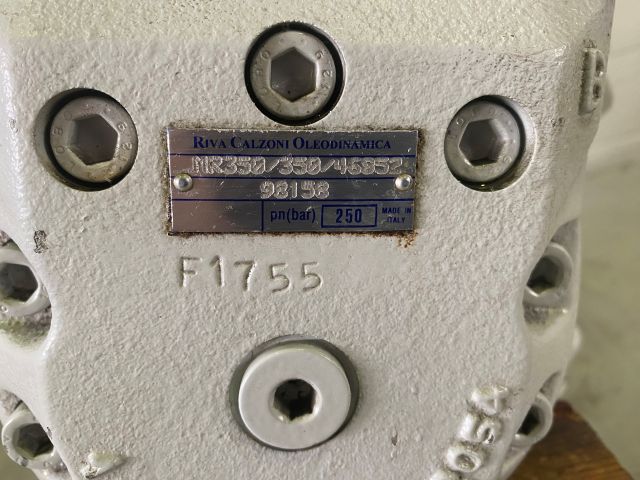 RIVA CALZONI OLEODINAMICA
MR350/350/46852
98158
pn(bar) 250 MADE IN ITALY
F1755